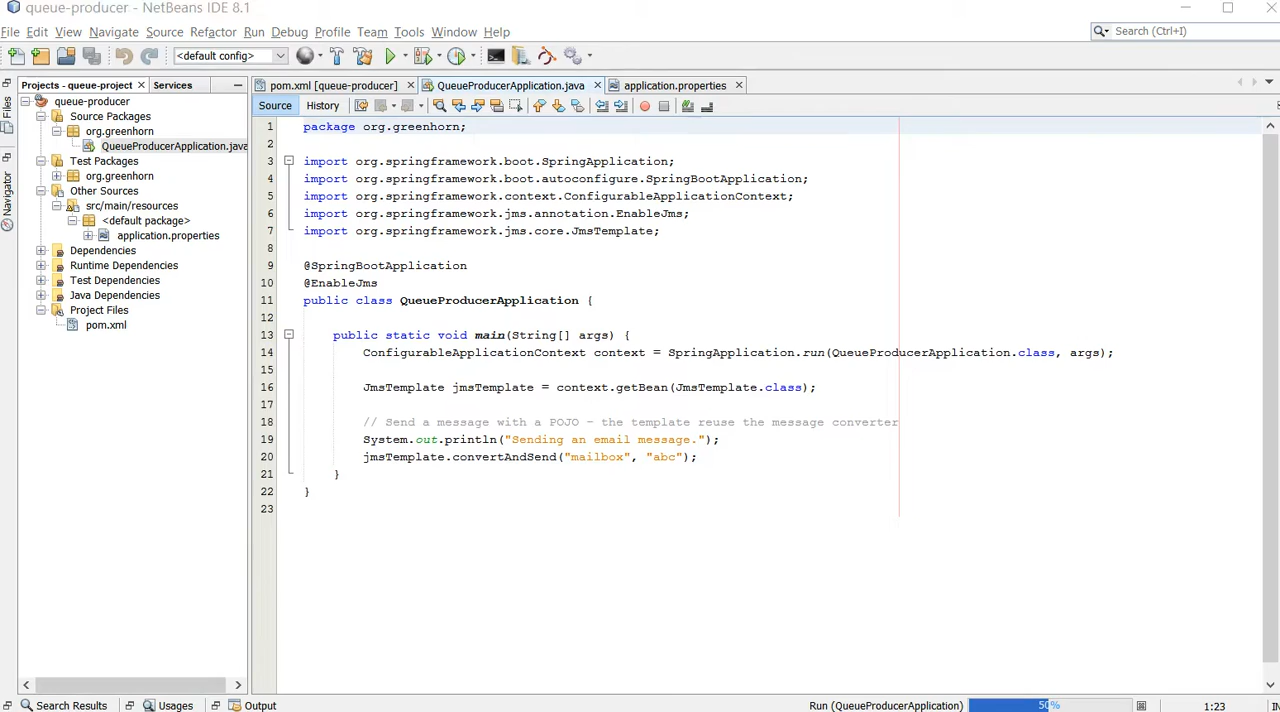 queue-producer - NetBeans IDE 8.1
File Edit View Navigate Source Refactor Run Debug Profile Team Tools Window Help
Search (Ctrl+I)
<default config>
Projects - queue-project
Services
pom.xml [queue-producer]
QueueProducerApplication.java
application.properties
Files
Navigator
queue-producer
Source Packages
org.greenhorn
QueueProducerApplication.java
Test Packages
org.greenhorn
Other Sources
src/main/resources
<default package>
application.properties
Dependencies
Runtime Dependencies
Test Dependencies
Java Dependencies
Project Files
pom.xml
Source History
1 package org.greenhorn;
2
3 import org.springframework.boot.SpringApplication;
4 import org.springframework.boot.autoconfigure.SpringBootApplication;
5 import org.springframework.context.ConfigurableApplicationContext;
6 import org.springframework.jms.annotation.EnableJms;
7 import org.springframework.jms.core.JmsTemplate;
8
9 @SpringBootApplication
10 @EnableJms
11 public class QueueProducerApplication {
12
13 public static void main(String[] args) {
14 ConfigurableApplicationContext context = SpringApplication.run(QueueProducerApplication.class, args);
15
16 JmsTemplate jmsTemplate = context.getBean(JmsTemplate.class);
17
18 // Send a message with a POJO - the template reuse the message converter
19 System.out.println("Sending an email message.");
20 jmsTemplate.convertAndSend("mailbox", "abc");
21 }
22 }
23
Search Results
Usages
Output
Run (QueueProducerApplication)
50%
1:23